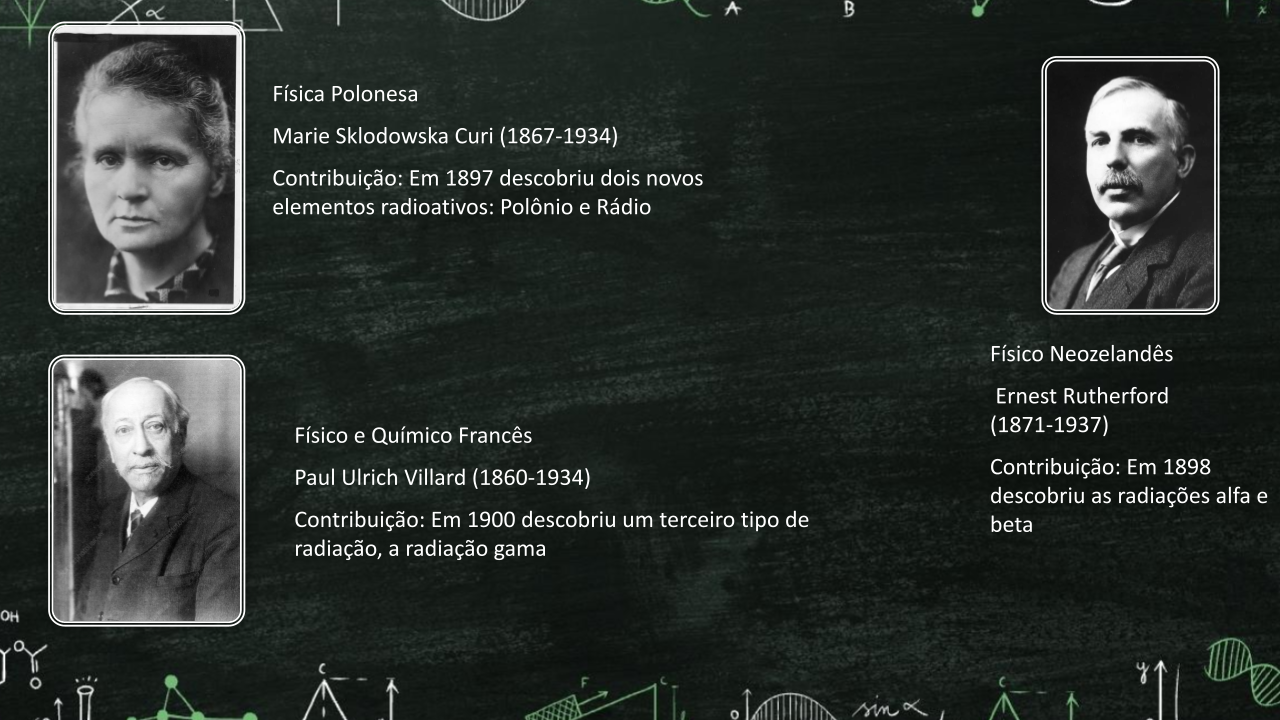 α
A
B
x
Física Polonesa
Marie Sklodowska Curi (1867-1934)
Contribuição: Em 1897 descobriu dois novos
elementos radioativos: Polônio e Rádio
Físico e Químico Francês
Paul Ulrich Villard (1860-1934)
Contribuição: Em 1900 descobriu um terceiro tipo de
radiação, a radiação gama
Físico Neozelandês
Ernest Rutherford
(1871-1937)
Contribuição: Em 1898
descobriu as radiações alfa e
beta
OH
O
O
C
F
C
O
sin α
C
y